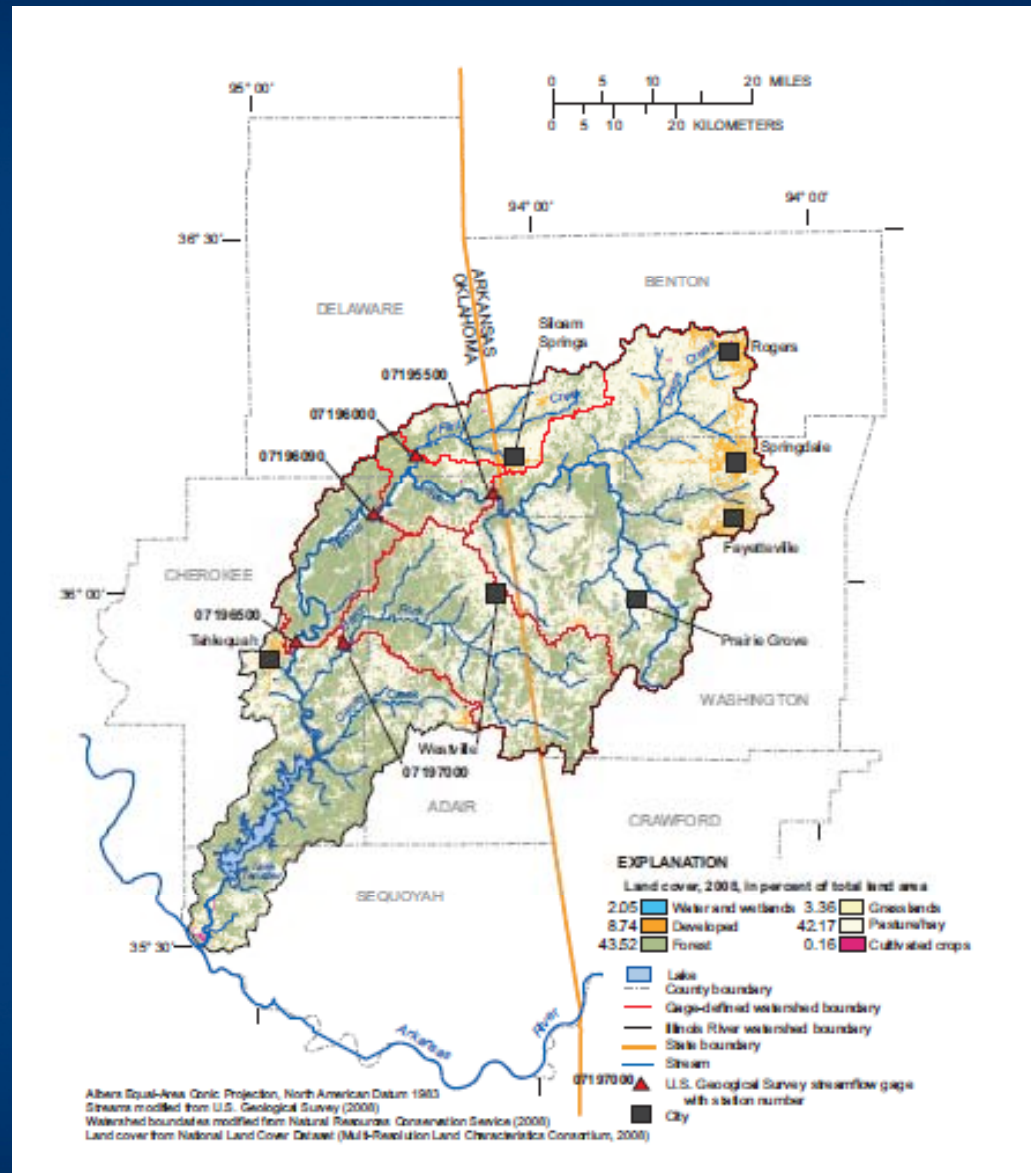 0 5 10 20 MILES
0 5 10 20 KILOMETERS
95° 00'
94° 00'
94° 00'
36° 30'
ARKANSAS
OKLAHOMA
BENTON
DELAWARE
Siloam
Springs
Rogers
07195500
Creek
07196000
Creek
Flint
07196090
Springdale
Fayetteville
CHEROKEE
36° 00'
07196500
Tahlequah
Prairie Grove
WASHINGTON
Creek
Westville
07197000
ADAIR
CRAWFORD
SEQUOYAH
35° 30'
Arkansas
River
EXPLANATION
Land cover, 2008, in percent of total land area
2.05 Water and wetlands 3.36 Grasslands
8.74 Developed 42.17 Pasture/hay
43.52 Forest 0.16 Cultivated crops
Lake
County boundary
Gage-defined watershed boundary
Illinois River watershed boundary
State boundary
Stream
07197000 U.S. Geological Survey streamflow gage
with station number
City
Albers Equal-Area Conic Projection, North American Datum 1983
Streams modified from U.S. Geological Survey (2008)
Watershed boundaries modified from Natural Resources Conservation Service (2008)
Land cover from National Land Cover Dataset (Multi-Resolution Land Characteristics Consortium, 2008)